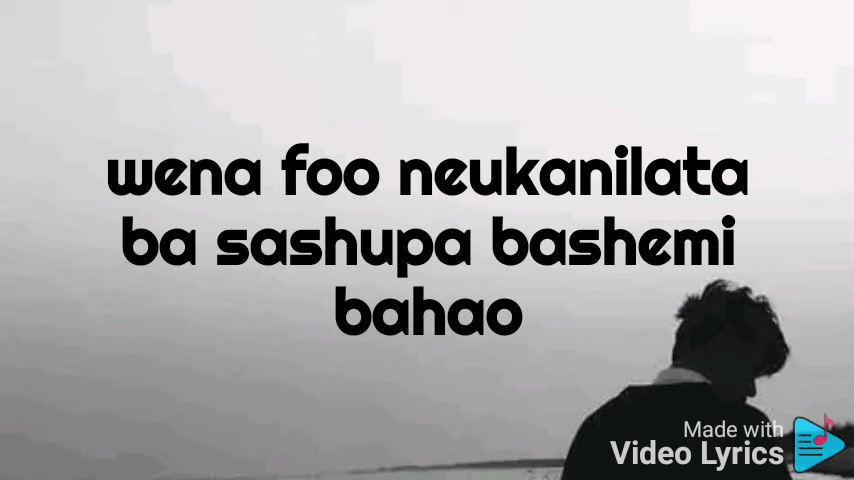 wena foo neukanilata
ba sashupa bashemi
bahao
Made with
Video Lyrics